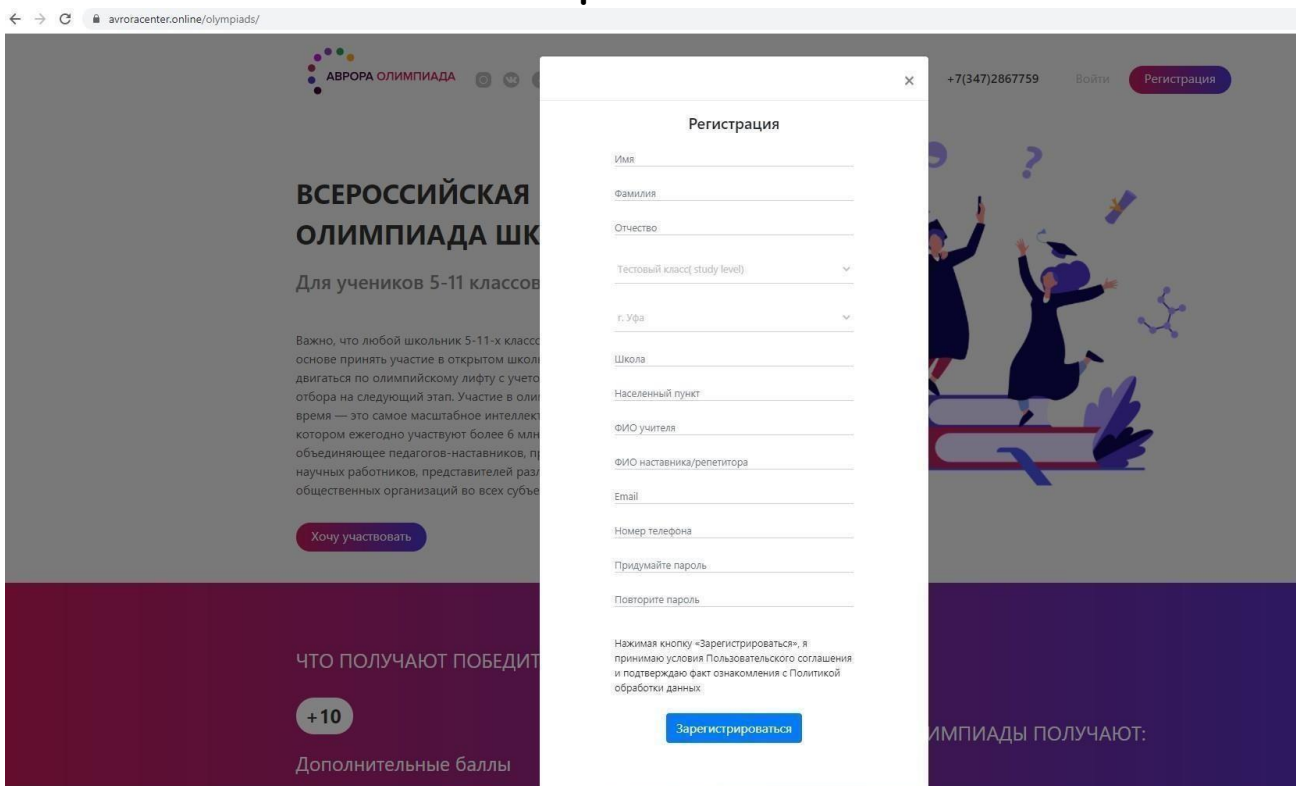 avroracenter.online/olympiads/
АВРОРА ОЛИМПИАДА
+7(347)2867759
Войти
Регистрация
ВСЕРОССИЙСКАЯ
ОЛИМПИАДА ШК
Для учеников 5-11 классов
Важно, что любой школьник 5-11-х классо
основе принять участие в открытом школ
двигаться по олимпийскому лифту с учето
отбора на следующий этап. Участие в оли
время — это самое масштабное интеллект
котором ежегодно участвуют более 6 млн
объединяющее педагогов-наставников, п
научных работников, представителей раз
общественных организаций во всех субъе
Хочу участвовать
ЧТО ПОЛУЧАЮТ ПОБЕДИТ
+10
Дополнительные баллы
×
Регистрация
Имя
Фамилия
Отчество
Тестовый класс( study level)
г. Уфа
Школа
Населенный пункт
ФИО учителя
ФИО наставника/репетитора
Email
Номер телефона
Придумайте пароль
Повторите пароль
Нажимая кнопку «Зарегистрироваться», я
принимаю условия Пользовательского соглашения
и подтверждаю факт ознакомления с Политикой
обработки данных
Зарегистрироваться
ИМПИАДЫ ПОЛУЧАЮТ: